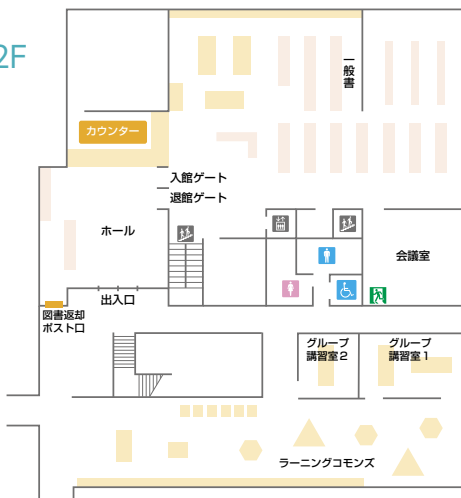 2F
一般書
カウンター
入館ゲート
退館ゲート
ホール
会議室
出入口
図書返却
ポスト口
グループ
講習室2
グループ
講習室1
ラーニングコモンズ